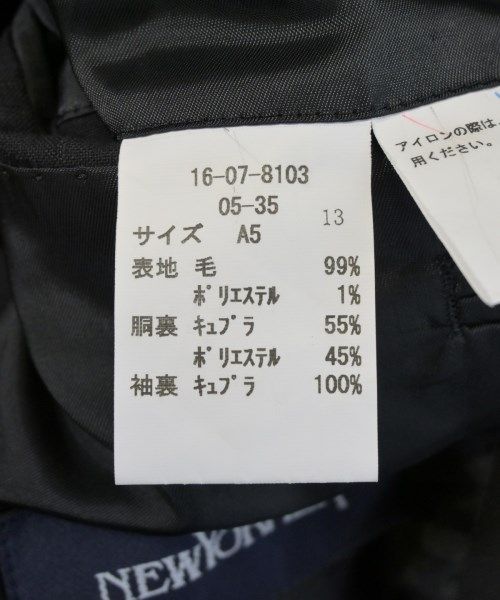 16-07-8103
05-35
13
サイズ A5
表地 毛 99%
ポリエステル 1%
胴裏 キュプラ 55%
ポリエステル 45%
袖裏 キュプラ 100%
アイロンの際は、
用ください。